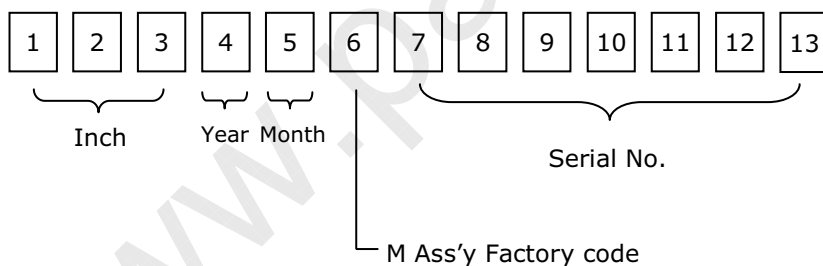 1 2 3 4 5 6 7 8 9 10 11 12 13
Inch Year Month Serial No.
M Ass'y Factory code